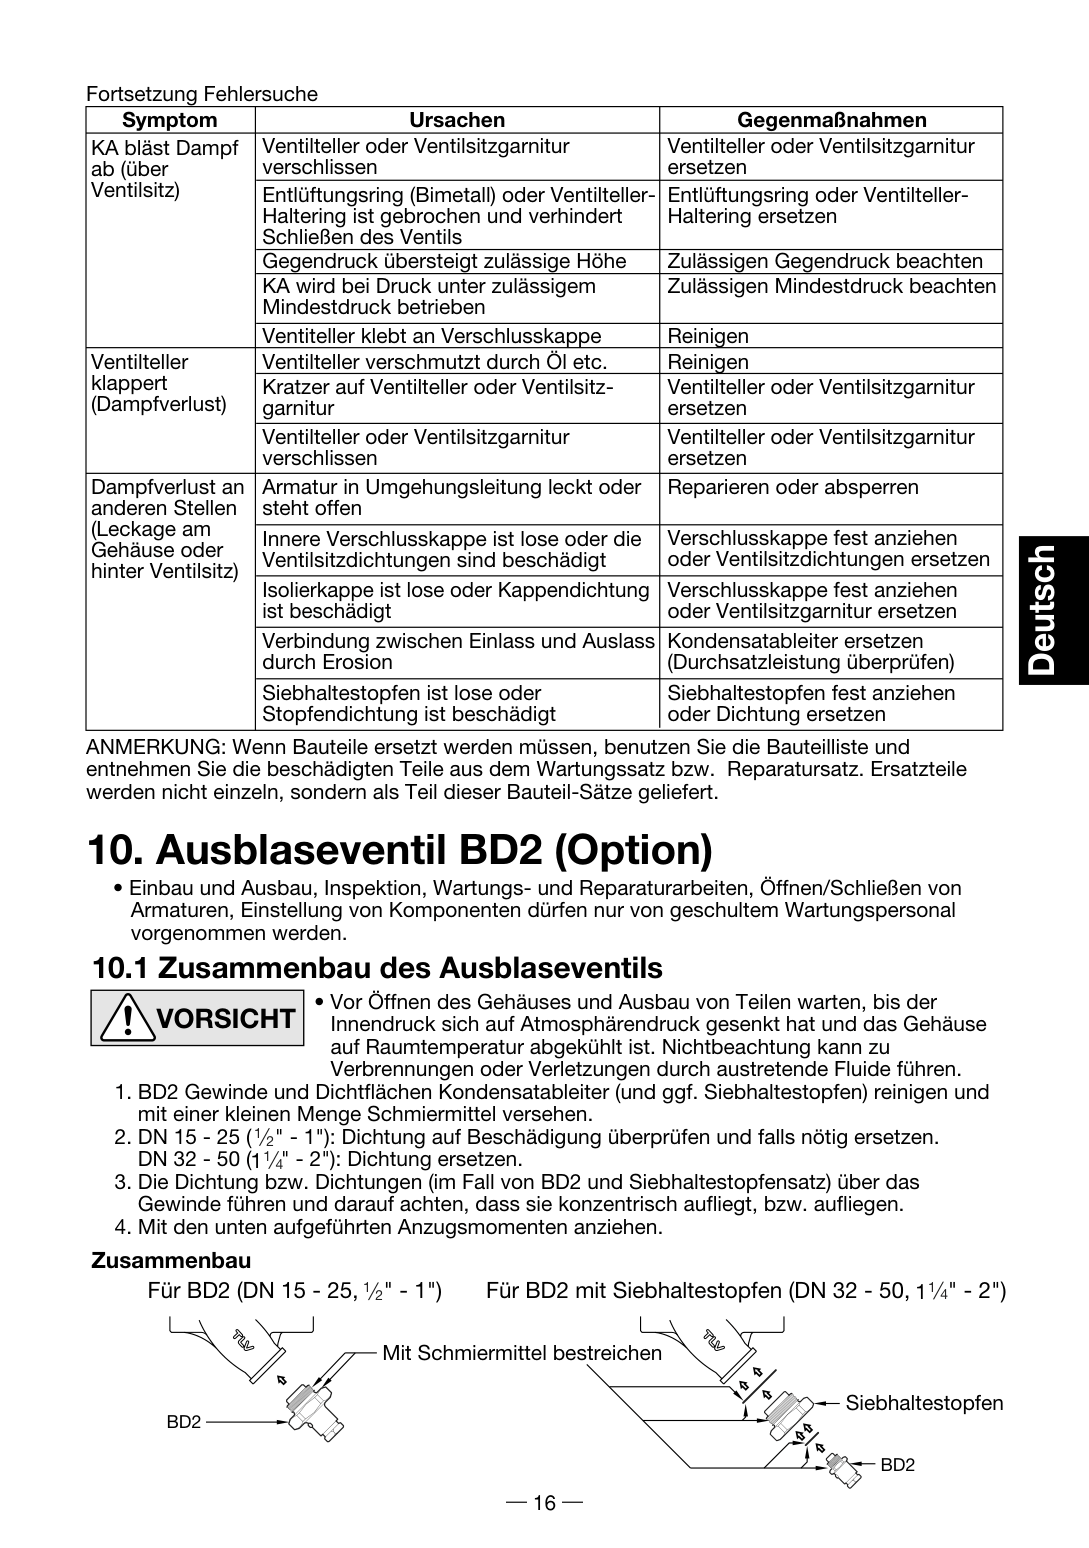 Fortsetzung Fehlersuche
Symptom Ursachen Gegenmaßnahmen
KA bläst Dampf
ab (über
Ventilsitz)
Ventilteller oder Ventilsitzgarnitur
verschlissen
Ventilteller oder Ventilsitzgarnitur
ersetzen
Entlüftungsring (Bimetall) oder Ventilteller-
Haltering ist gebrochen und verhindert
Schließen des Ventils
Entlüftungsring oder Ventilteller-
Haltering ersetzen
Gegendruck übersteigt zulässige Höhe
Zulässigen Gegendruck beachten
KA wird bei Druck unter zulässigem
Mindestdruck betrieben
Zulässigen Mindestdruck beachten
Ventiteller klebt an Verschlusskappe
Reinigen
Ventilteller
klappert
(Dampfverlust)
Ventilteller verschmutzt durch Öl etc.
Reinigen
Kratzer auf Ventilteller oder Ventilsitz-
garnitur
Ventilteller oder Ventilsitzgarnitur
ersetzen
Ventilteller oder Ventilsitzgarnitur
verschlissen
Ventilteller oder Ventilsitzgarnitur
ersetzen
Dampfverlust an
anderen Stellen
(Leckage am
Gehäuse oder
hinter Ventilsitz)
Armatur in Umgehungsleitung leckt oder
steht offen
Reparieren oder absperren
Innere Verschlusskappe ist lose oder die
Ventilsitzdichtungen sind beschädigt
Verschlusskappe fest anziehen
oder Ventilsitzdichtungen ersetzen
Isolierkappe ist lose oder Kappendichtung
ist beschädigt
Verschlusskappe fest anziehen
oder Ventilsitzgarnitur ersetzen
Verbindung zwischen Einlass und Auslass
durch Erosion
Kondensatableiter ersetzen
(Durchsatzleistung überprüfen)
Siebhaltestopfen ist lose oder
Stopfendichtung ist beschädigt
Siebhaltestopfen fest anziehen
oder Dichtung ersetzen
Deutsch
ANMERKUNG: Wenn Bauteile ersetzt werden müssen, benutzen Sie die Bauteilliste und
entnehmen Sie die beschädigten Teile aus dem Wartungssatz bzw.  Reparatursatz. Ersatzteile
werden nicht einzeln, sondern als Teil dieser Bauteil-Sätze geliefert.
10. Ausblaseventil BD2 (Option)
• Einbau und Ausbau, Inspektion, Wartungs- und Reparaturarbeiten, Öffnen/Schließen von
Armaturen, Einstellung von Komponenten dürfen nur von geschultem Wartungspersonal
vorgenommen werden.
10.1 Zusammenbau des Ausblaseventils
VORSICHT
• Vor Öffnen des Gehäuses und Ausbau von Teilen warten, bis der
Innendruck sich auf Atmosphärendruck gesenkt hat und das Gehäuse
auf Raumtemperatur abgekühlt ist. Nichtbeachtung kann zu
Verbrennungen oder Verletzungen durch austretende Fluide führen.
1. BD2 Gewinde und Dichtflächen Kondensatableiter (und ggf. Siebhaltestopfen) reinigen und
mit einer kleinen Menge Schmiermittel versehen.
2. DN 15 - 25 (1/2" - 1"): Dichtung auf Beschädigung überprüfen und falls nötig ersetzen.
DN 32 - 50 (1 1/4" - 2"): Dichtung ersetzen.
3. Die Dichtung bzw. Dichtungen (im Fall von BD2 und Siebhaltestopfensatz) über das
Gewinde führen und darauf achten, dass sie konzentrisch aufliegt, bzw. aufliegen.
4. Mit den unten aufgeführten Anzugsmomenten anziehen.
Zusammenbau
Für BD2 (DN 15 - 25, 1/2" - 1")
Für BD2 mit Siebhaltestopfen (DN 32 - 50, 1 1/4" - 2")
TLV
TLV
Mit Schmiermittel bestreichen
Siebhaltestopfen
BD2
BD2
— 16 —